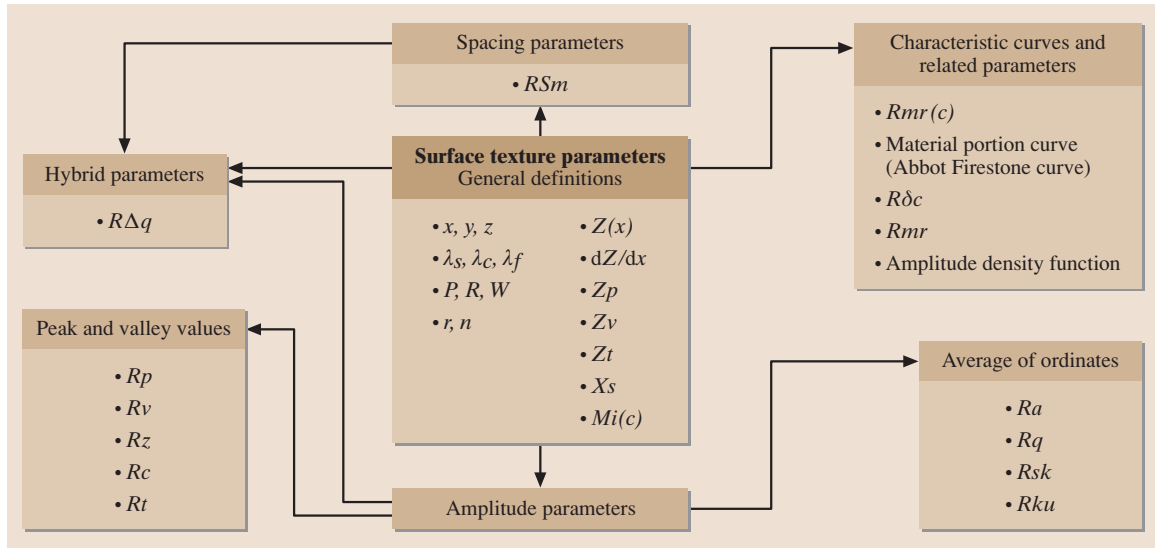 Spacing parameters
• RSm
Characteristic curves and
related parameters
• Rmr(c)
• Material portion curve
(Abbot Firestone curve)
• Rδc
• Rmr
• Amplitude density function
Hybrid parameters
• RΔq
Surface texture parameters
General definitions
• x, y, z
• λs, λc, λf
• P, R, W
• r, n
• Z(x)
• dZ/dx
• Zp
• Zv
• Zt
• Xs
• Mi(c)
Peak and valley values
• Rp
• Rv
• Rz
• Rc
• Rt
Amplitude parameters
Average of ordinates
• Ra
• Rq
• Rsk
• Rku